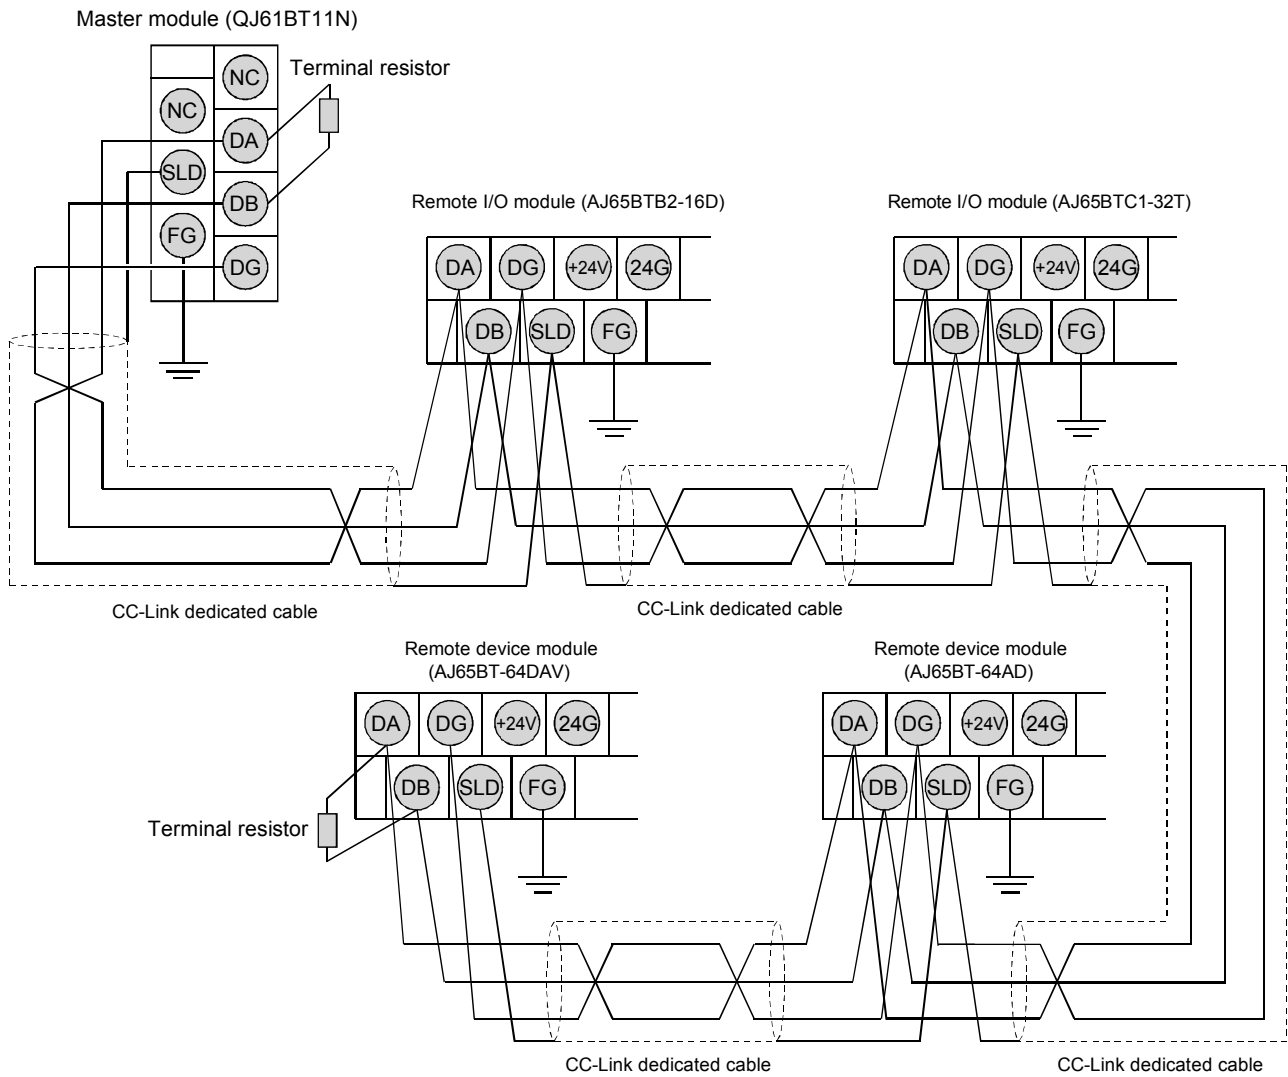 Master module (QJ61BT11N)
Terminal resistor
NC
NC
DA
SLD
DB
FG
DG
Remote I/O module (AJ65BTB2-16D)
DA DG +24V 24G
DB SLD FG
Remote I/O module (AJ65BTC1-32T)
DA DG +24V 24G
DB SLD FG
CC-Link dedicated cable
CC-Link dedicated cable
Remote device module
(AJ65BT-64DAV)
DA DG +24V 24G
DB SLD FG
Terminal resistor
Remote device module
(AJ65BT-64AD)
DA DG +24V 24G
DB SLD FG
CC-Link dedicated cable
CC-Link dedicated cable